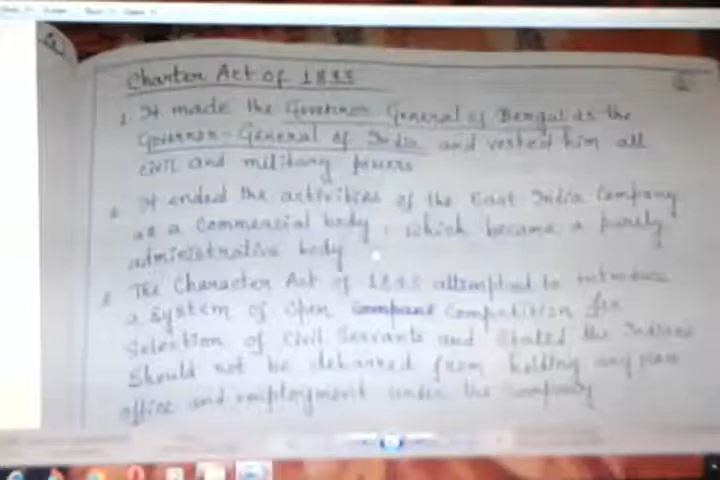 Charter Act of 1833
1. It made the Governor General of Bengal as the
Governor-General of India and vested him all
civil and military powers
2. It ended the activities of the East India Company
as a commercial body, which became a purely
administrative body
3. The Character Act of 1833 attempted to introduce
a system of open competition for
Selection of Civil Servants and stated the Indians
Should not be debarred from holding any
office and employment under the Company